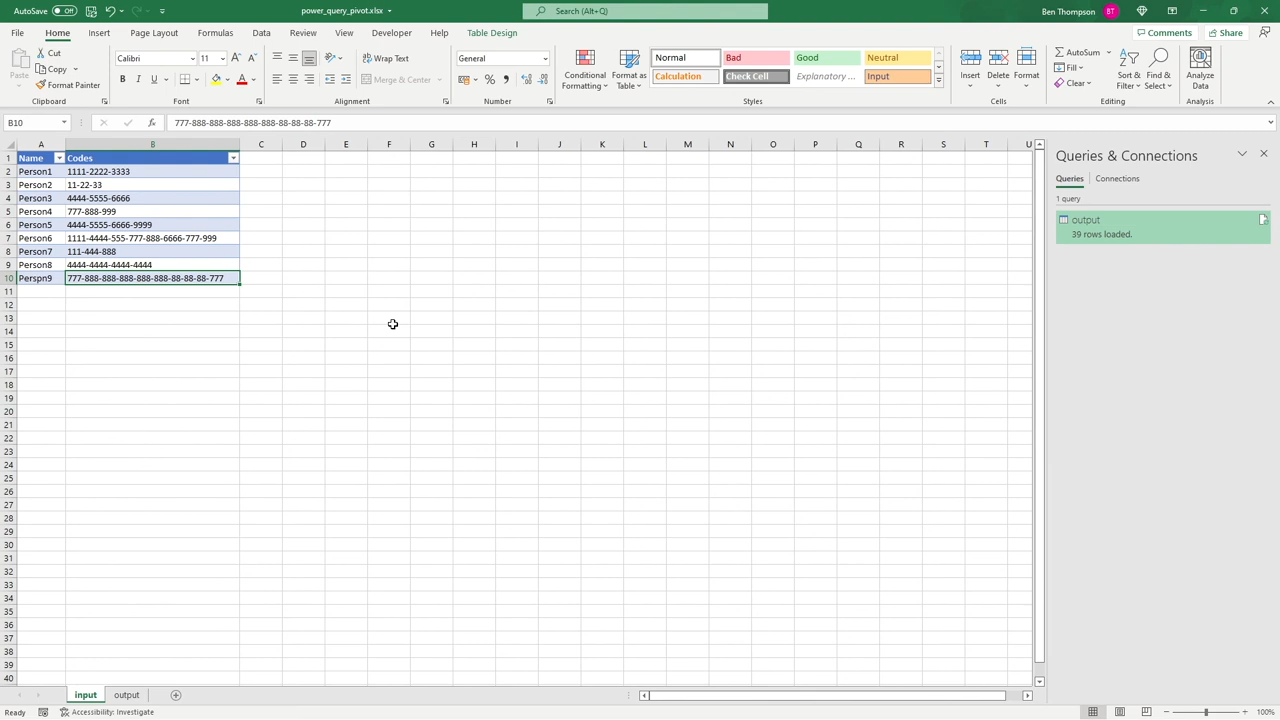 AutoSave Off power_query_pivot.xlsx Search (Alt+Q) Ben Thompson BT
File Home Insert Page Layout Formulas Data Review View Developer Help Table Design Comments Share
Paste Cut Copy Format Painter Clipboard
Calibri 11 B I U Font
Wrap Text Merge & Center Alignment
General Number
Conditional Formatting Format as Table
Normal Bad Good Neutral
Calculation Check Cell Explanatory ... Input
Styles
Insert Delete Format Cells
AutoSum Fill Clear Sort & Filter Find & Select Editing
Analyze Data Analysis
B10 fx 777-888-888-888-888-888-88-88-88-777
A B C D E F G H I J K L M N O P Q R S T U
1 Name Codes
2 Person1 1111-2222-3333
3 Person2 11-22-33
4 Person3 4444-5555-6666
5 Person4 777-888-999
6 Person5 4444-5555-6666-9999
7 Person6 1111-4444-555-777-888-6666-777-999
8 Person7 111-444-888
9 Person8 4444-4444-4444-4444
10 Perspn9 777-888-888-888-888-888-88-88-88-777
11
12
13
14
15
16
17
18
19
20
21
22
23
24
25
26
27
28
29
30
31
32
33
34
35
36
37
38
39
40
Queries & Connections
Queries Connections
1 query
output
39 rows loaded.
input output
Ready Accessibility: Investigate 100%